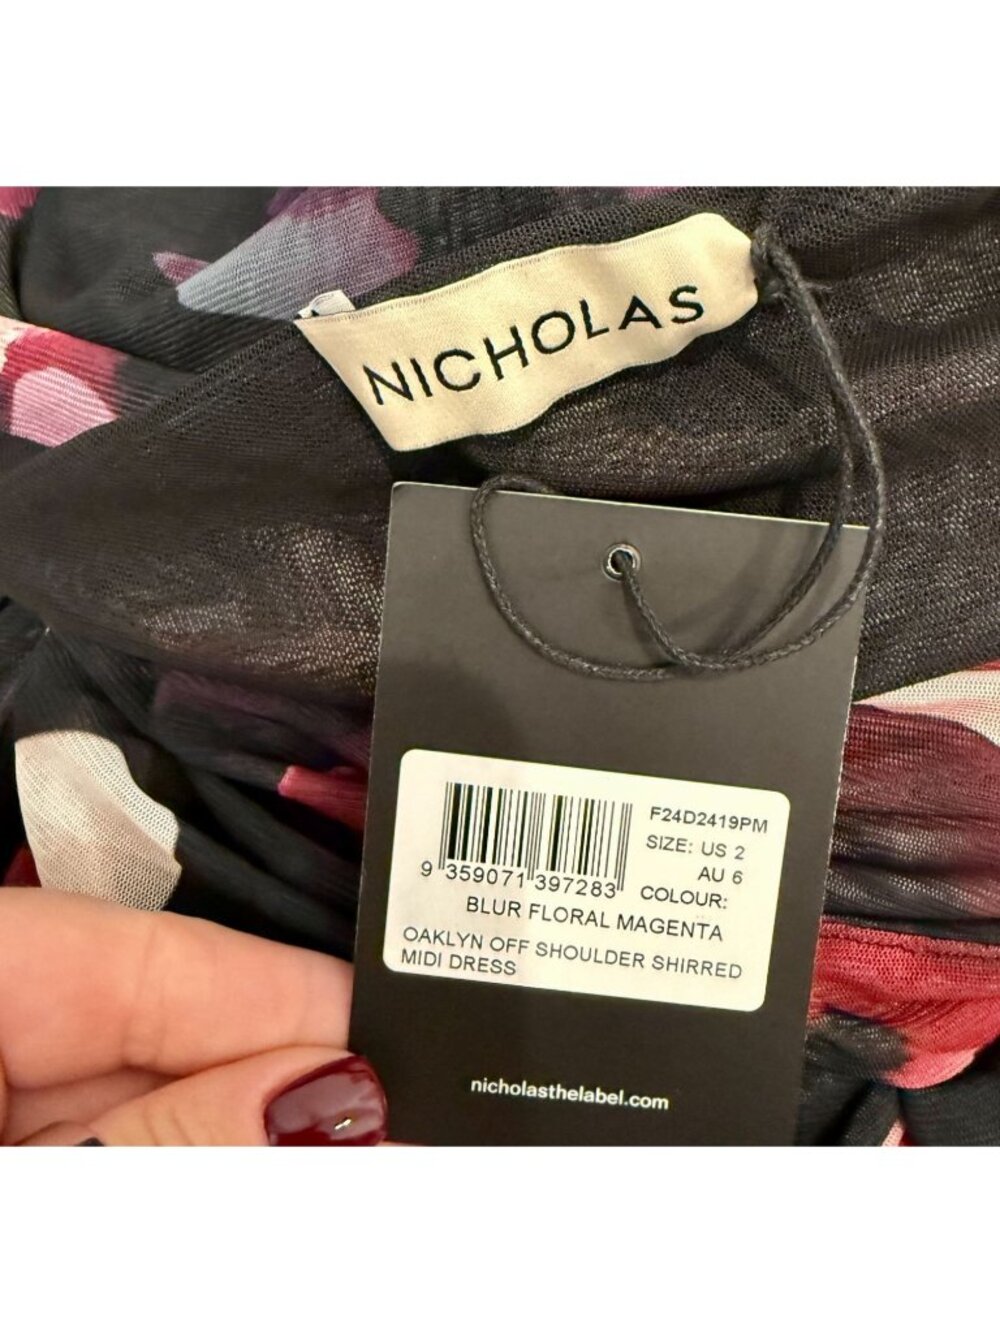 NICHOLAS
F24D2419PM
SIZE: US 2
AU 6
9 359071 397283
COLOUR:
BLUR FLORAL MAGENTA
OAKLYN OFF SHOULDER SHIRRED
MIDI DRESS
nicholasthelabel.com